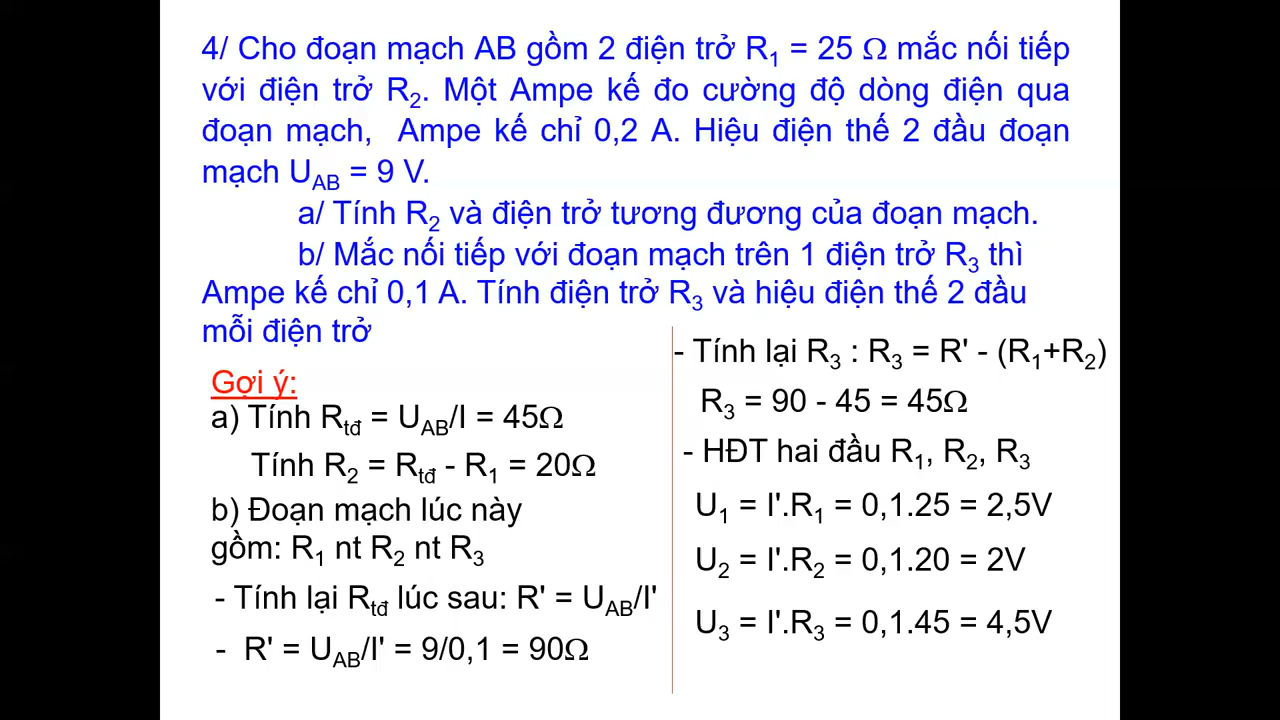 4/ Cho đoạn mạch AB gồm 2 điện trở R₁ = 25 Ω mắc nối tiếp
với điện trở R₂. Một Ampe kế đo cường độ dòng điện qua
đoạn mạch, Ampe kế chỉ 0,2 A. Hiệu điện thế 2 đầu đoạn
mạch U_AB = 9 V.
a/ Tính R₂ và điện trở tương đương của đoạn mạch.
b/ Mắc nối tiếp với đoạn mạch trên 1 điện trở R₃ thì
Ampe kế chỉ 0,1 A. Tính điện trở R₃ và hiệu điện thế 2 đầu
mỗi điện trở
Gợi ý:
a) Tính R_tđ = U_AB/I = 45Ω
Tính R₂ = R_tđ - R₁ = 20Ω
b) Đoạn mạch lúc này
gồm: R₁ nt R₂ nt R₃
- Tính lại R_tđ lúc sau: R' = U_AB/I'
- R' = U_AB/I' = 9/0,1 = 90Ω
- Tính lại R₃ : R₃ = R' - (R₁+R₂)
R₃ = 90 - 45 = 45Ω
- HĐT hai đầu R₁, R₂, R₃
U₁ = I'.R₁ = 0,1.25 = 2,5V
U₂ = I'.R₂ = 0,1.20 = 2V
U₃ = I'.R₃ = 0,1.45 = 4,5V